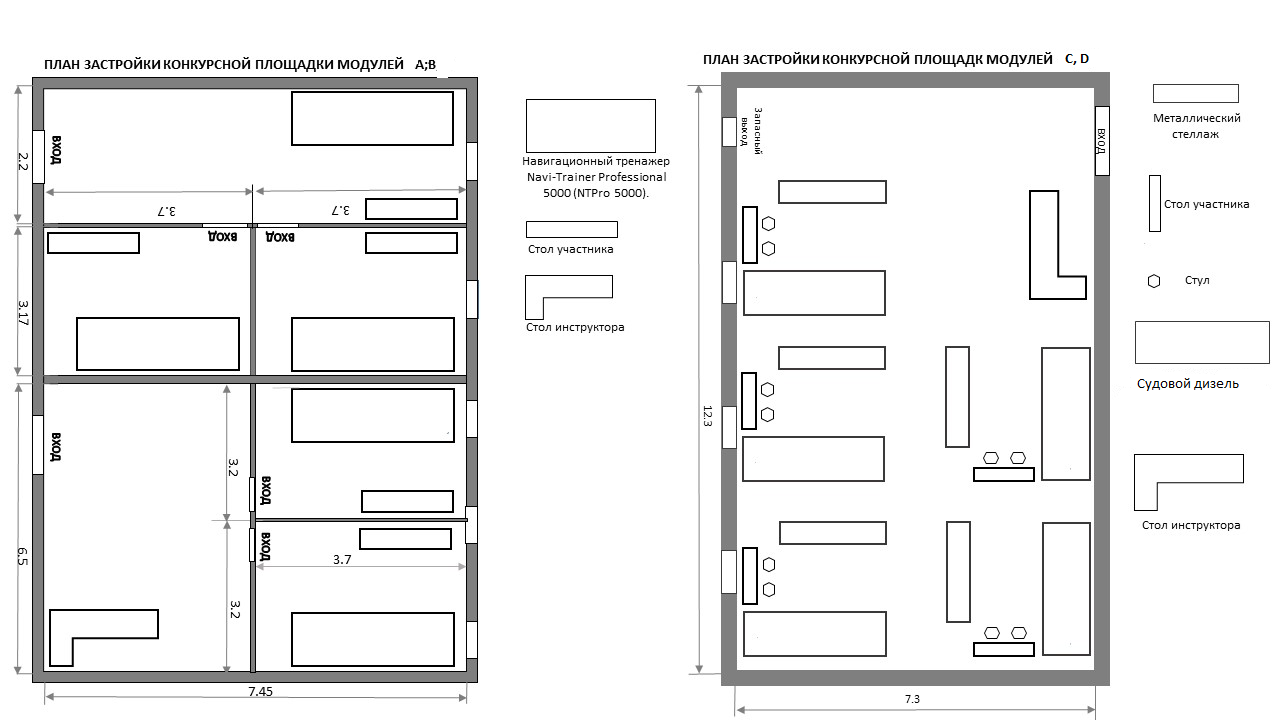 ПЛАН ЗАСТРОЙКИ КОНКУРСНОЙ ПЛОЩАДКИ МОДУЛЕЙ A;B
ВХОД
2.2
3.7
3.7
ВХОД
ВХОД
3.17
ВХОД
3.2
ВХОД
ВХОД
3.7
6.5
3.2
7.45
Навигационный тренажер
Navi-Trainer Professional
5000 (NTPro 5000).
Стол участника
Стол инструктора
ПЛАН ЗАСТРОЙКИ КОНКУРСНОЙ ПЛОЩАДК МОДУЛЕЙ C, D
Запасный
выход
ВХОД
12.3
7.3
Металлический
стеллаж
Стол участника
Стул
Судовой дизель
Стол инструктора